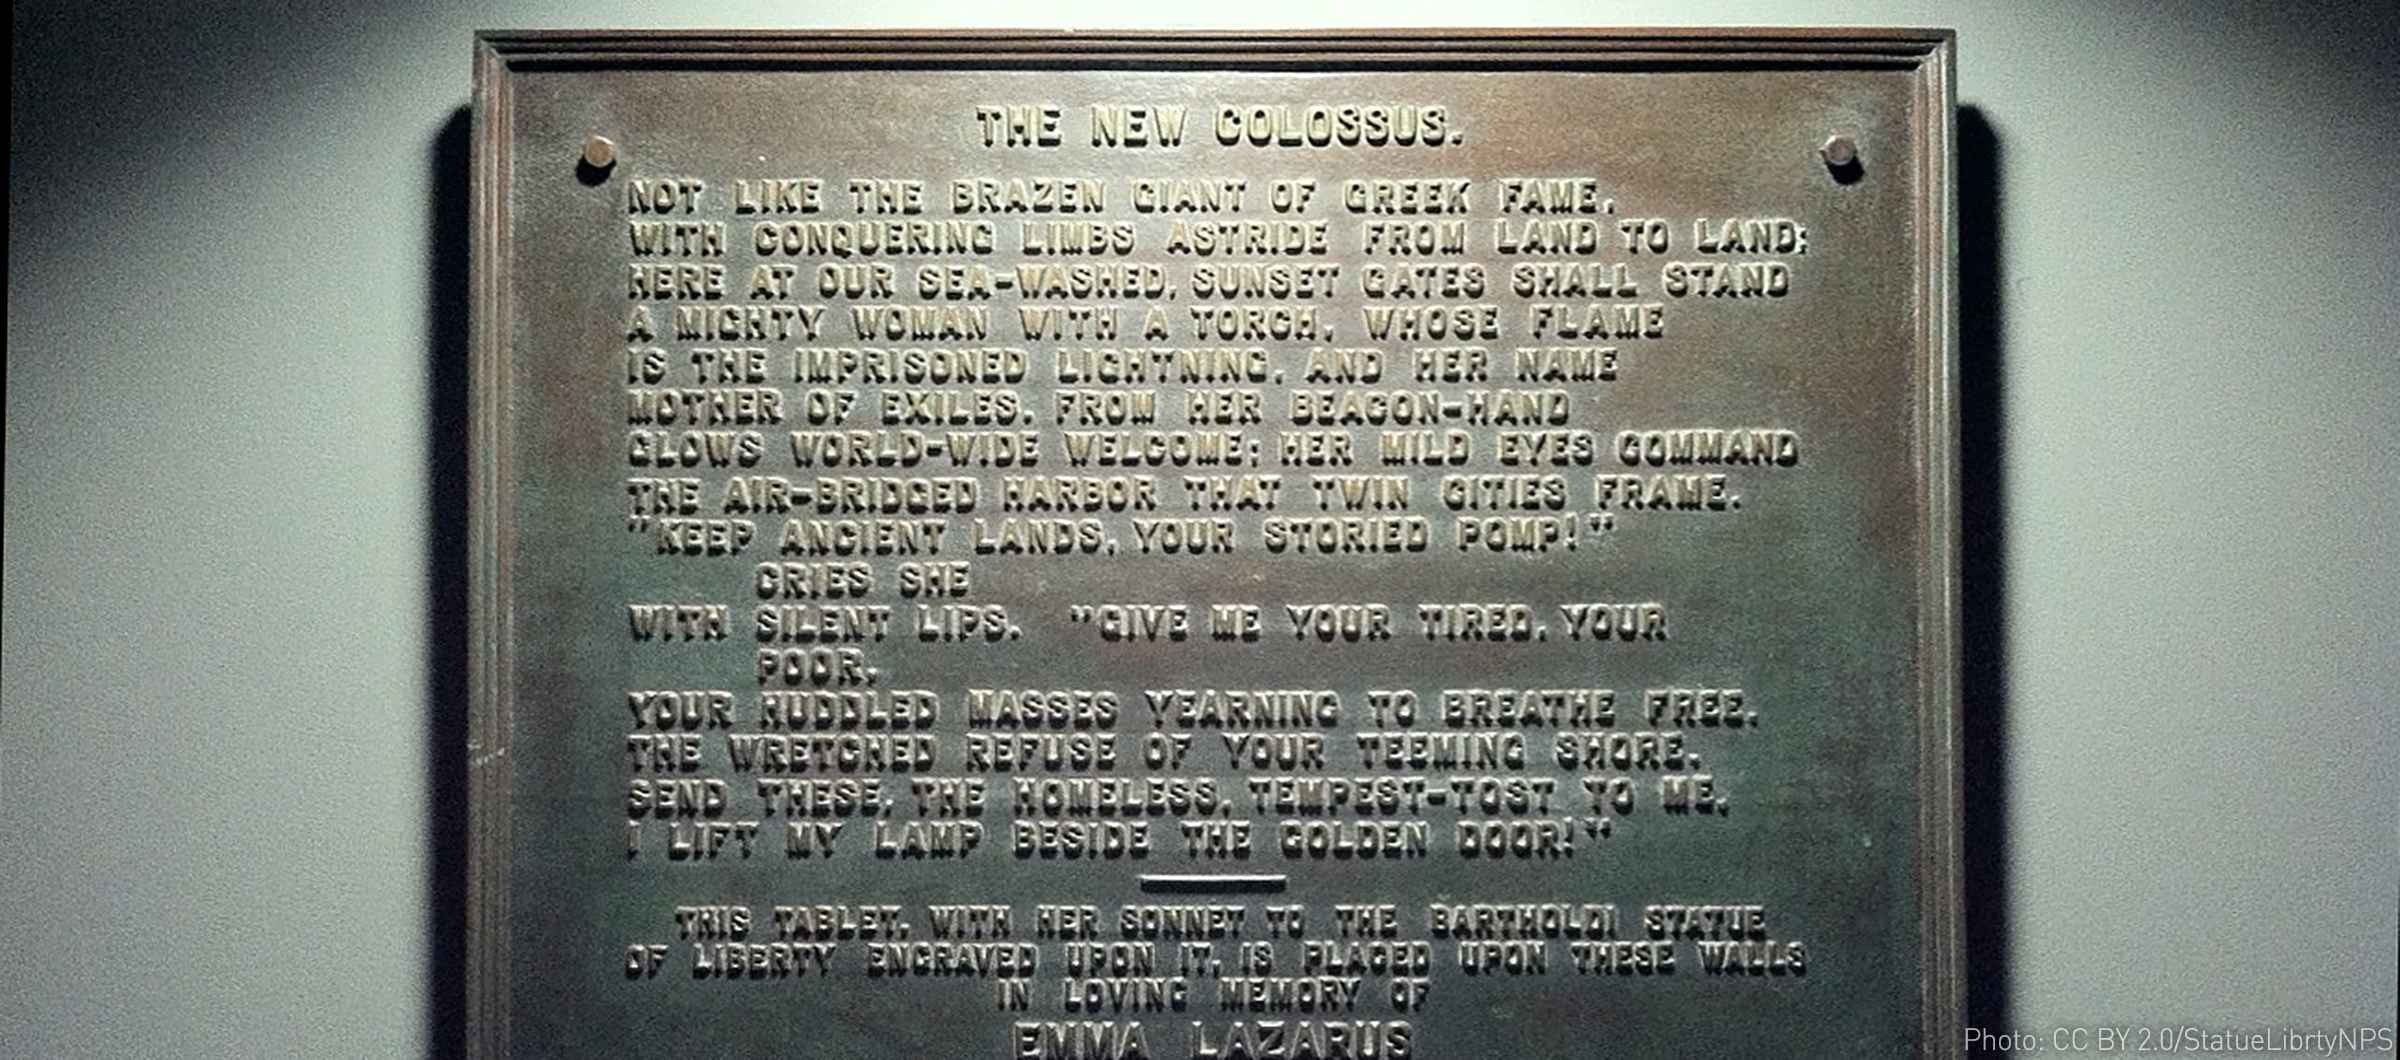 THE NEW COLOSSUS.
NOT LIKE THE BRAZEN GIANT OF GREEK FAME,
WITH CONQUERING LIMBS ASTRIDE FROM LAND TO LAND;
HERE AT OUR SEA-WASHED, SUNSET GATES SHALL STAND
A MIGHTY WOMAN WITH A TORCH, WHOSE FLAME
IS THE IMPRISONED LIGHTNING, AND HER NAME
MOTHER OF EXILES. FROM HER BEACON-HAND
GLOWS WORLD-WIDE WELCOME; HER MILD EYES COMMAND
THE AIR-BRIDGED HARBOR THAT TWIN CITIES FRAME.
"KEEP ANCIENT LANDS, YOUR STORIED POMP!"
CRIES SHE
WITH SILENT LIPS. "GIVE ME YOUR TIRED, YOUR
POOR,
YOUR HUDDLED MASSES YEARNING TO BREATHE FREE,
THE WRETCHED REFUSE OF YOUR TEEMING SHORE,
SEND THESE, THE HOMELESS, TEMPEST-TOST TO ME,
I LIFT MY LAMP BESIDE THE GOLDEN DOOR!"
THIS TABLET, WITH HER SONNET TO THE BARTHOLDI STATUE
OF LIBERTY ENGRAVED UPON IT, IS PLACED UPON THESE WALLS
IN LOVING MEMORY OF
EMMA LAZARUS
Photo: CC BY 2.0/StatueLibrtyNPS